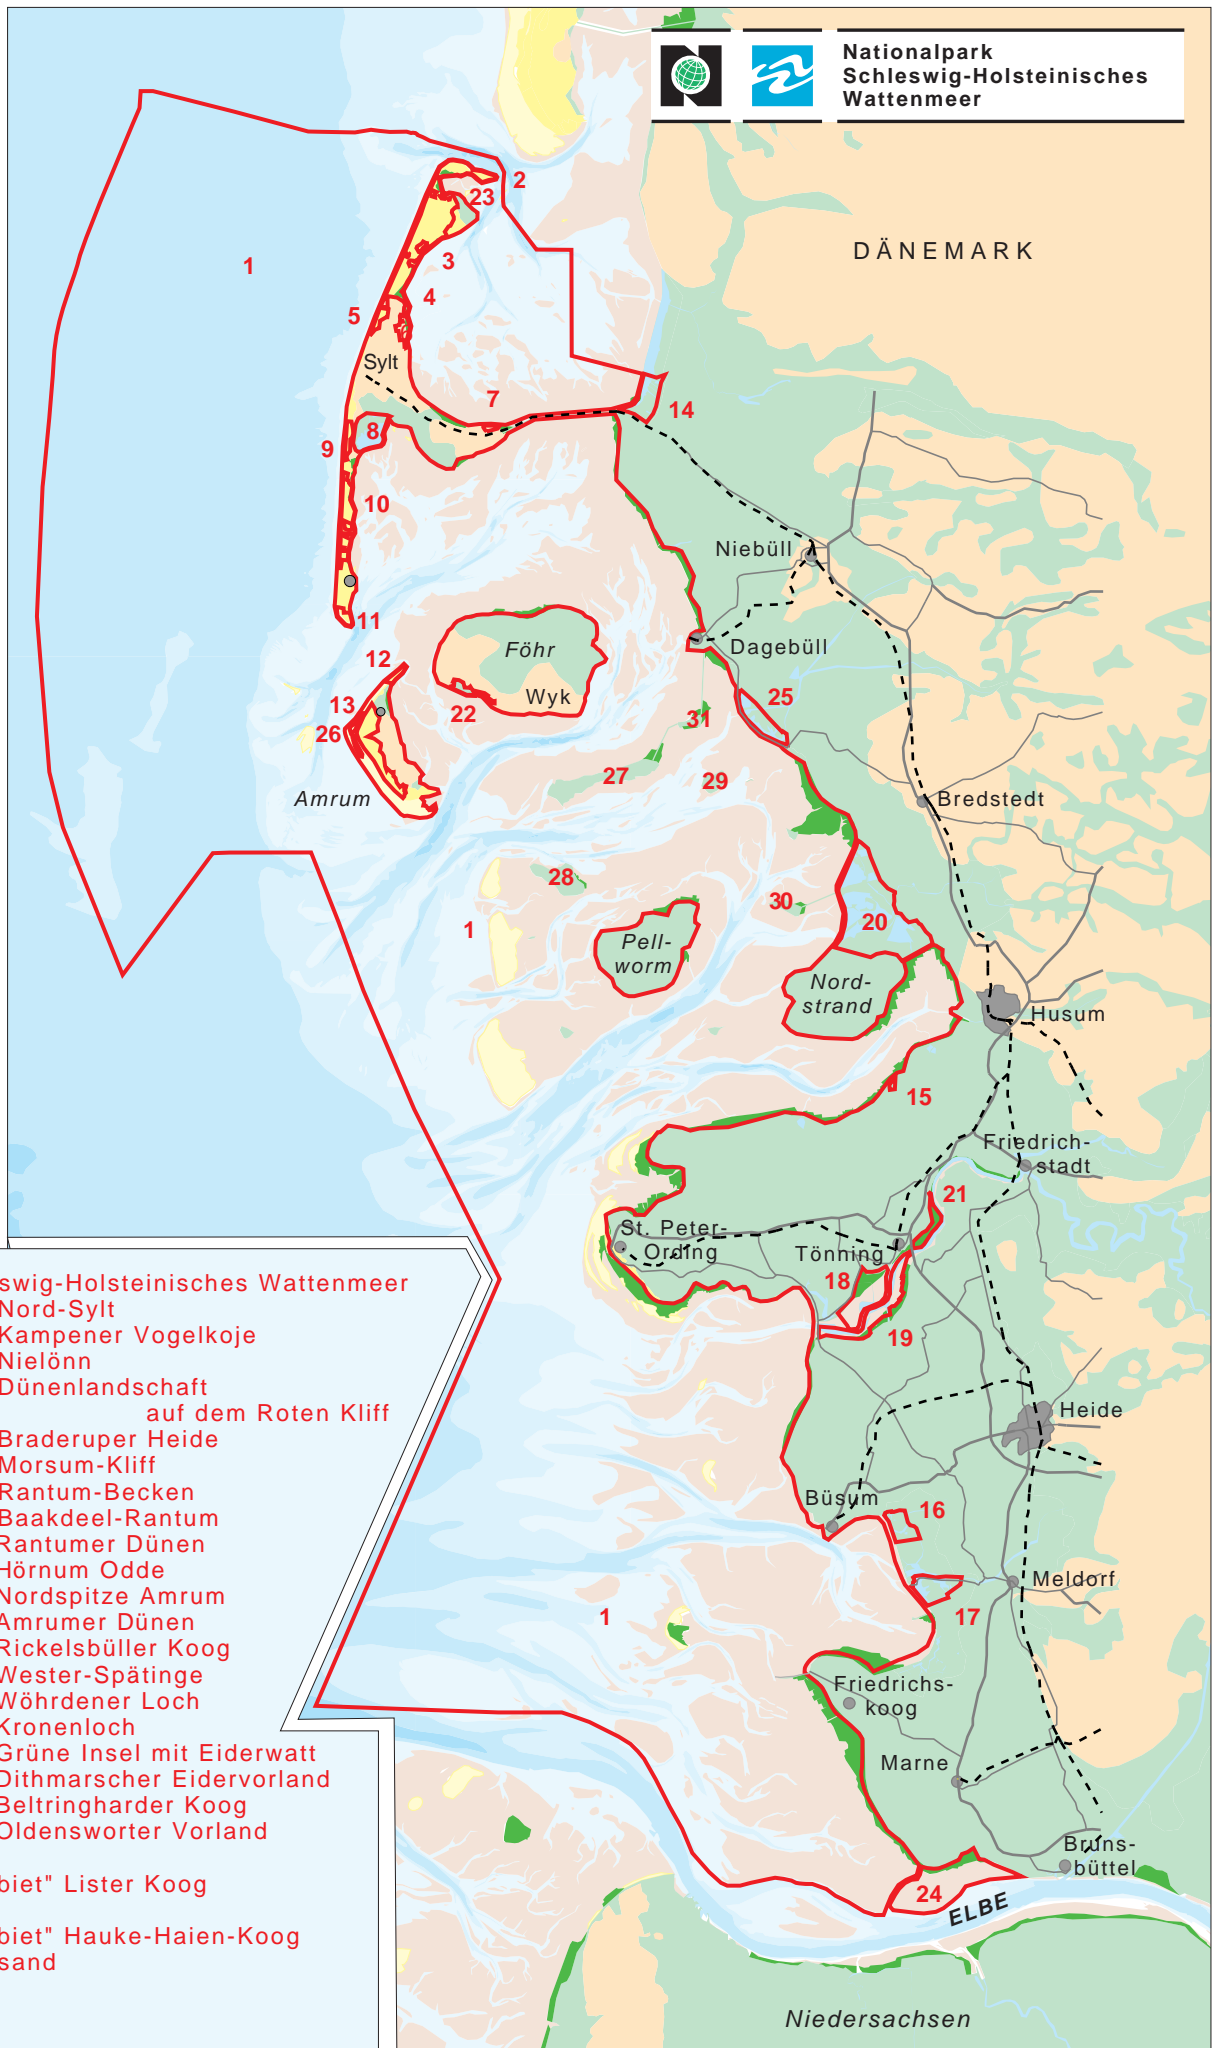 Nationalpark
Schleswig-Holsteinisches
Wattenmeer
DÄNEMARK
1
2
23
3
4
5
Sylt
7
14
8
9
10
Niebüll
11
Föhr
Dagebüll
12
Wyk
13
22
25
31
26
27
29
Amrum
Bredstedt
28
30
20
1
Pell-
worm
Nord-
strand
Husum
15
Friedrich-
stadt
21
St. Peter-
Ording
Tönning
18
19
Heide
Büsum
16
Meldorf
17
1
Friedrichs-
koog
Marne
Bruns-
büttel
24
ELBE
Niedersachsen
swig-Holsteinisches Wattenmeer
Nord-Sylt
Kampener Vogelkoje
Nielönn
Dünenlandschaft
auf dem Roten Kliff
Braderuper Heide
Morsum-Kliff
Rantum-Becken
Baakdeel-Rantum
Rantumer Dünen
Hörnum Odde
Nordspitze Amrum
Amrumer Dünen
Rickelsbüller Koog
Wester-Spätinge
Wöhrdener Loch
Kronenloch
Grüne Insel mit Eiderwatt
Dithmarscher Eidervorland
Beltringharder Koog
Oldensworter Vorland
biet" Lister Koog
biet" Hauke-Haien-Koog
sand